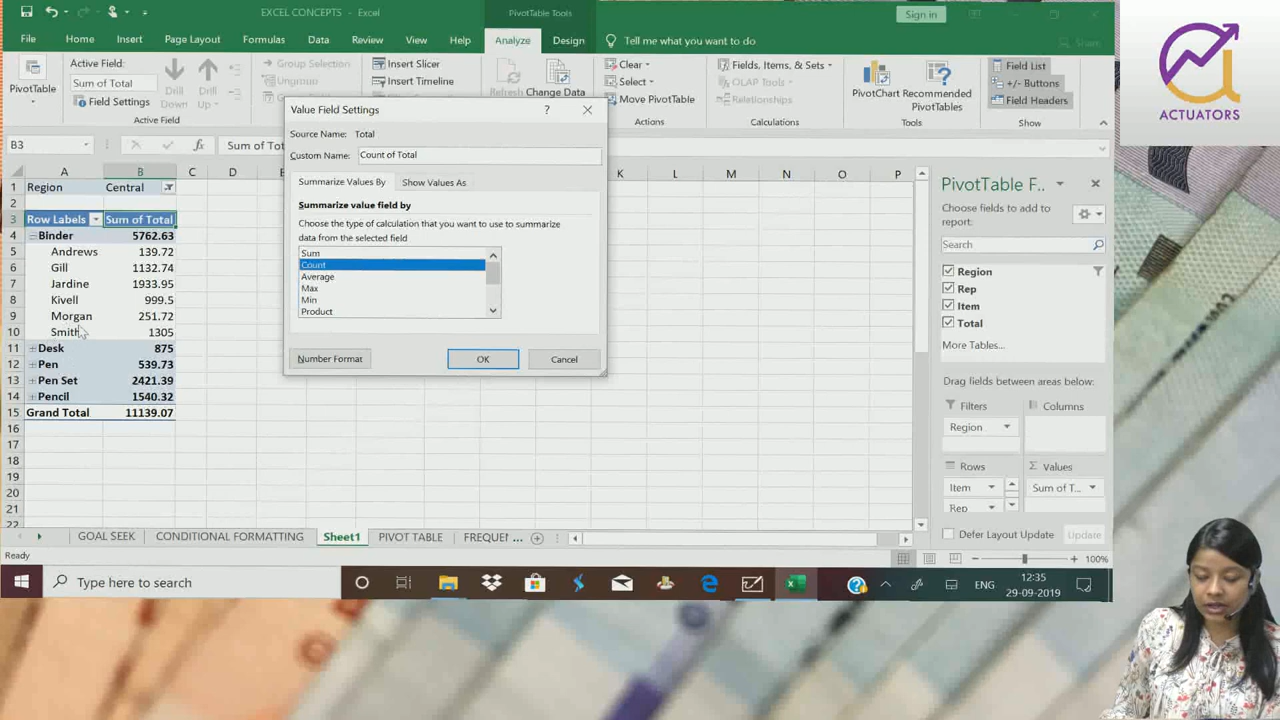 EXCEL CONCEPTS - Excel
PivotTable Tools
Sign in
File
Home
Insert
Page Layout
Formulas
Data
Review
View
Help
Analyze
Design
Tell me what you want to do
Share
PivotTable
Active Field:
Sum of Total
Field Settings
Drill Down
Drill Up
Active Field
Group Selection
Ungroup
Insert Slicer
Insert Timeline
Refresh
Change Data
Clear
Select
Move PivotTable
Actions
Fields, Items, & Sets
OLAP Tools
Relationships
Calculations
PivotChart
Recommended PivotTables
Tools
Field List
+/- Buttons
Field Headers
Show
B3
fx
Sum of Tot
A B C D E K L M N O P
1 Region Central
2
3 Row Labels Sum of Total
4 Binder 5762.63
5 Andrews 139.72
6 Gill 1132.74
7 Jardine 1933.95
8 Kivell 999.5
9 Morgan 251.72
10 Smith 1305
11 Desk 875
12 Pen 539.73
13 Pen Set 2421.39
14 Pencil 1540.32
15 Grand Total 11139.07
16
17
18
19
20
21
22
Value Field Settings
?
Source Name: Total
Custom Name: Count of Total
Summarize Values By
Show Values As
Summarize value field by
Choose the type of calculation that you want to use to summarize
data from the selected field
Sum
Count
Average
Max
Min
Product
Number Format
OK
Cancel
PivotTable F..
Choose fields to add to
report:
Search
Region
Rep
Item
Total
More Tables...
Drag fields between areas below:
Filters
Columns
Region
Rows
Σ Values
Item
Sum of T...
Rep
Defer Layout Update
Update
GOAL SEEK
CONDITIONAL FORMATTING
Sheet1
PIVOT TABLE
FREQUEN ...
Ready
100%
Type here to search
ENG
12:35
29-09-2019
ACTUATORS